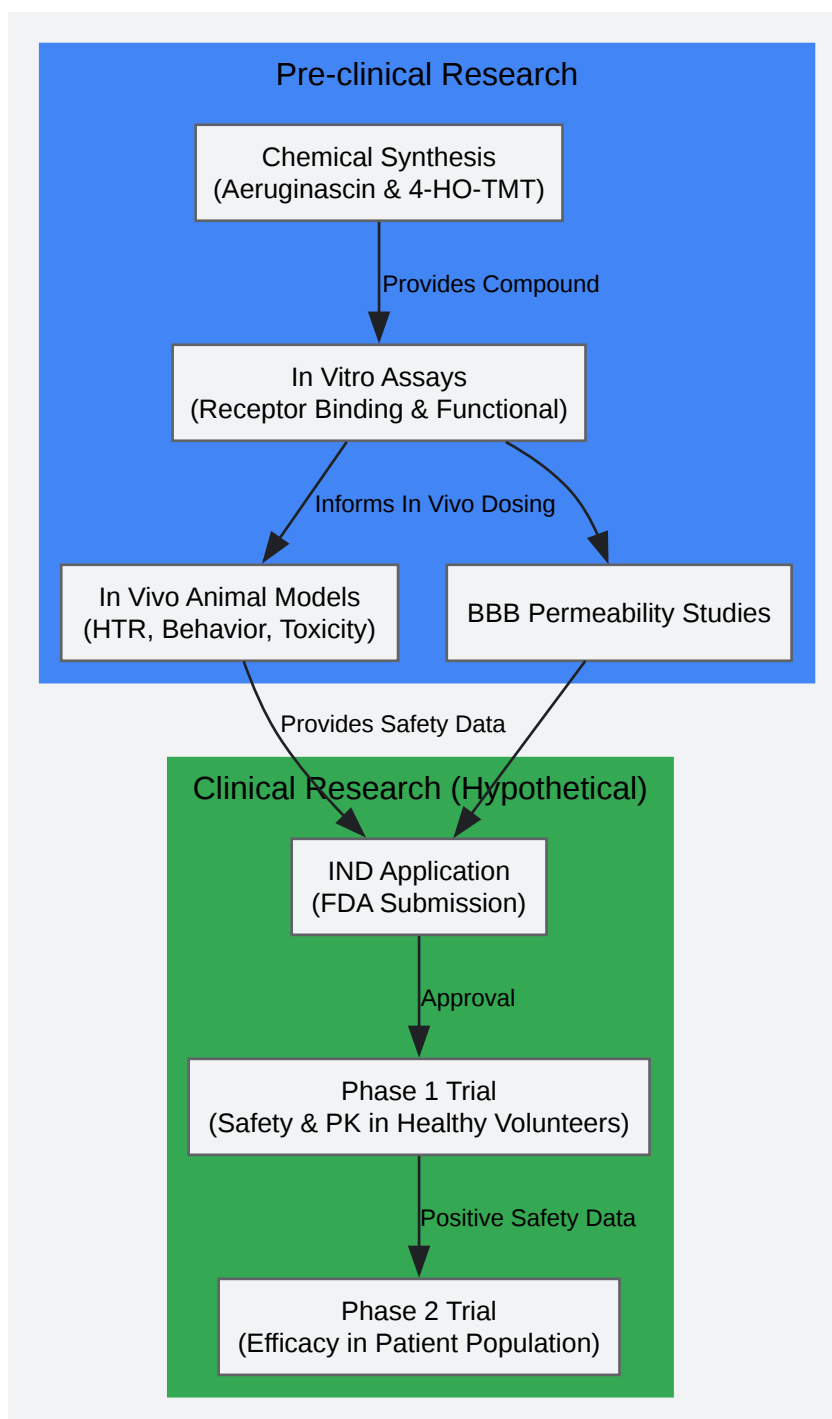 Pre-clinical Research
Chemical Synthesis
(Aeruginascin & 4-HO-TMT)
Provides Compound
In Vitro Assays
(Receptor Binding & Functional)
Informs In Vivo Dosing
In Vivo Animal Models
(HTR, Behavior, Toxicity)
BBB Permeability Studies
Provides Safety Data
Clinical Research (Hypothetical)
IND Application
(FDA Submission)
Approval
Phase 1 Trial
(Safety & PK in Healthy Volunteers)
Positive Safety Data
Phase 2 Trial
(Efficacy in Patient Population)